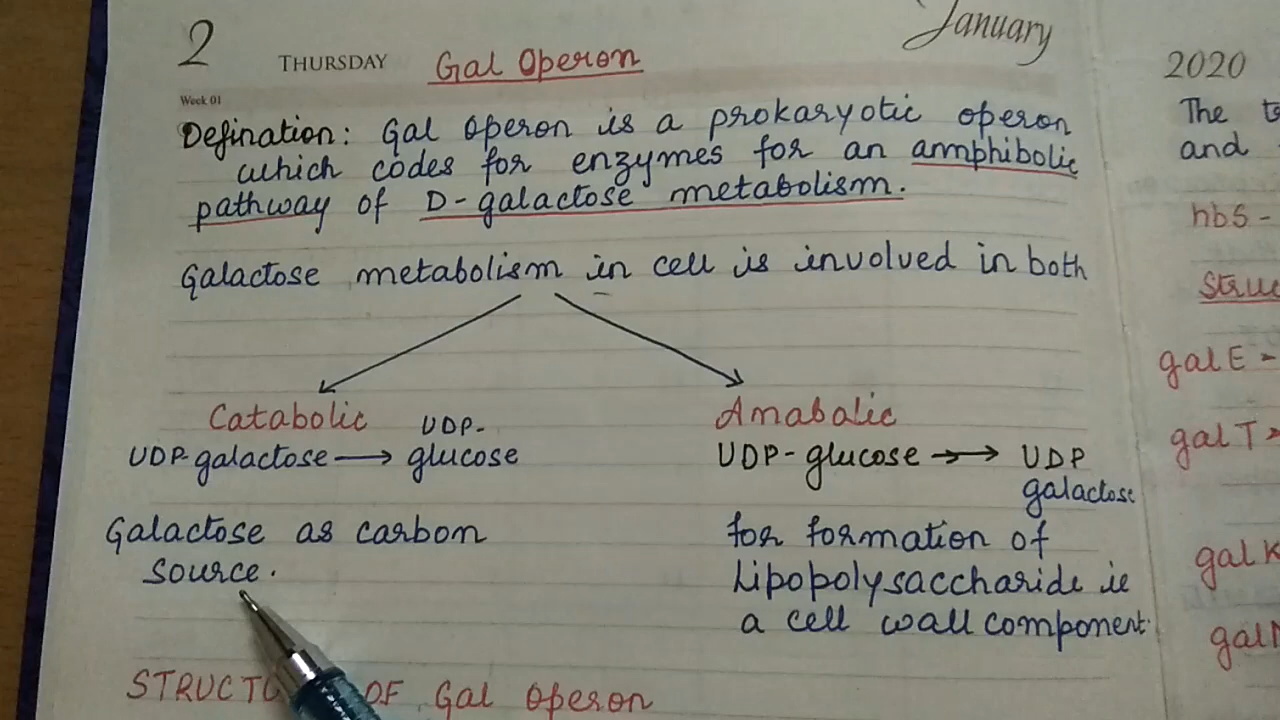 2 THURSDAY Gal Operon January
Week 01
Defination: Gal Operon is a prokaryotic operon
which codes for enzymes for an amphibolic
pathway of D-galactose metabolism.
Galactose metabolism in cell is involved in both
Catabolic
UDP-galactose → UDP-glucose
Galactose as carbon
source.
Anabalic
UDP-glucose →→ UDP
galactose
for formation of
Lipopolysaccharide ie
a cell wall component.
OF Gal Operon
2020
The
and
hbS -
galE -
galT
gal